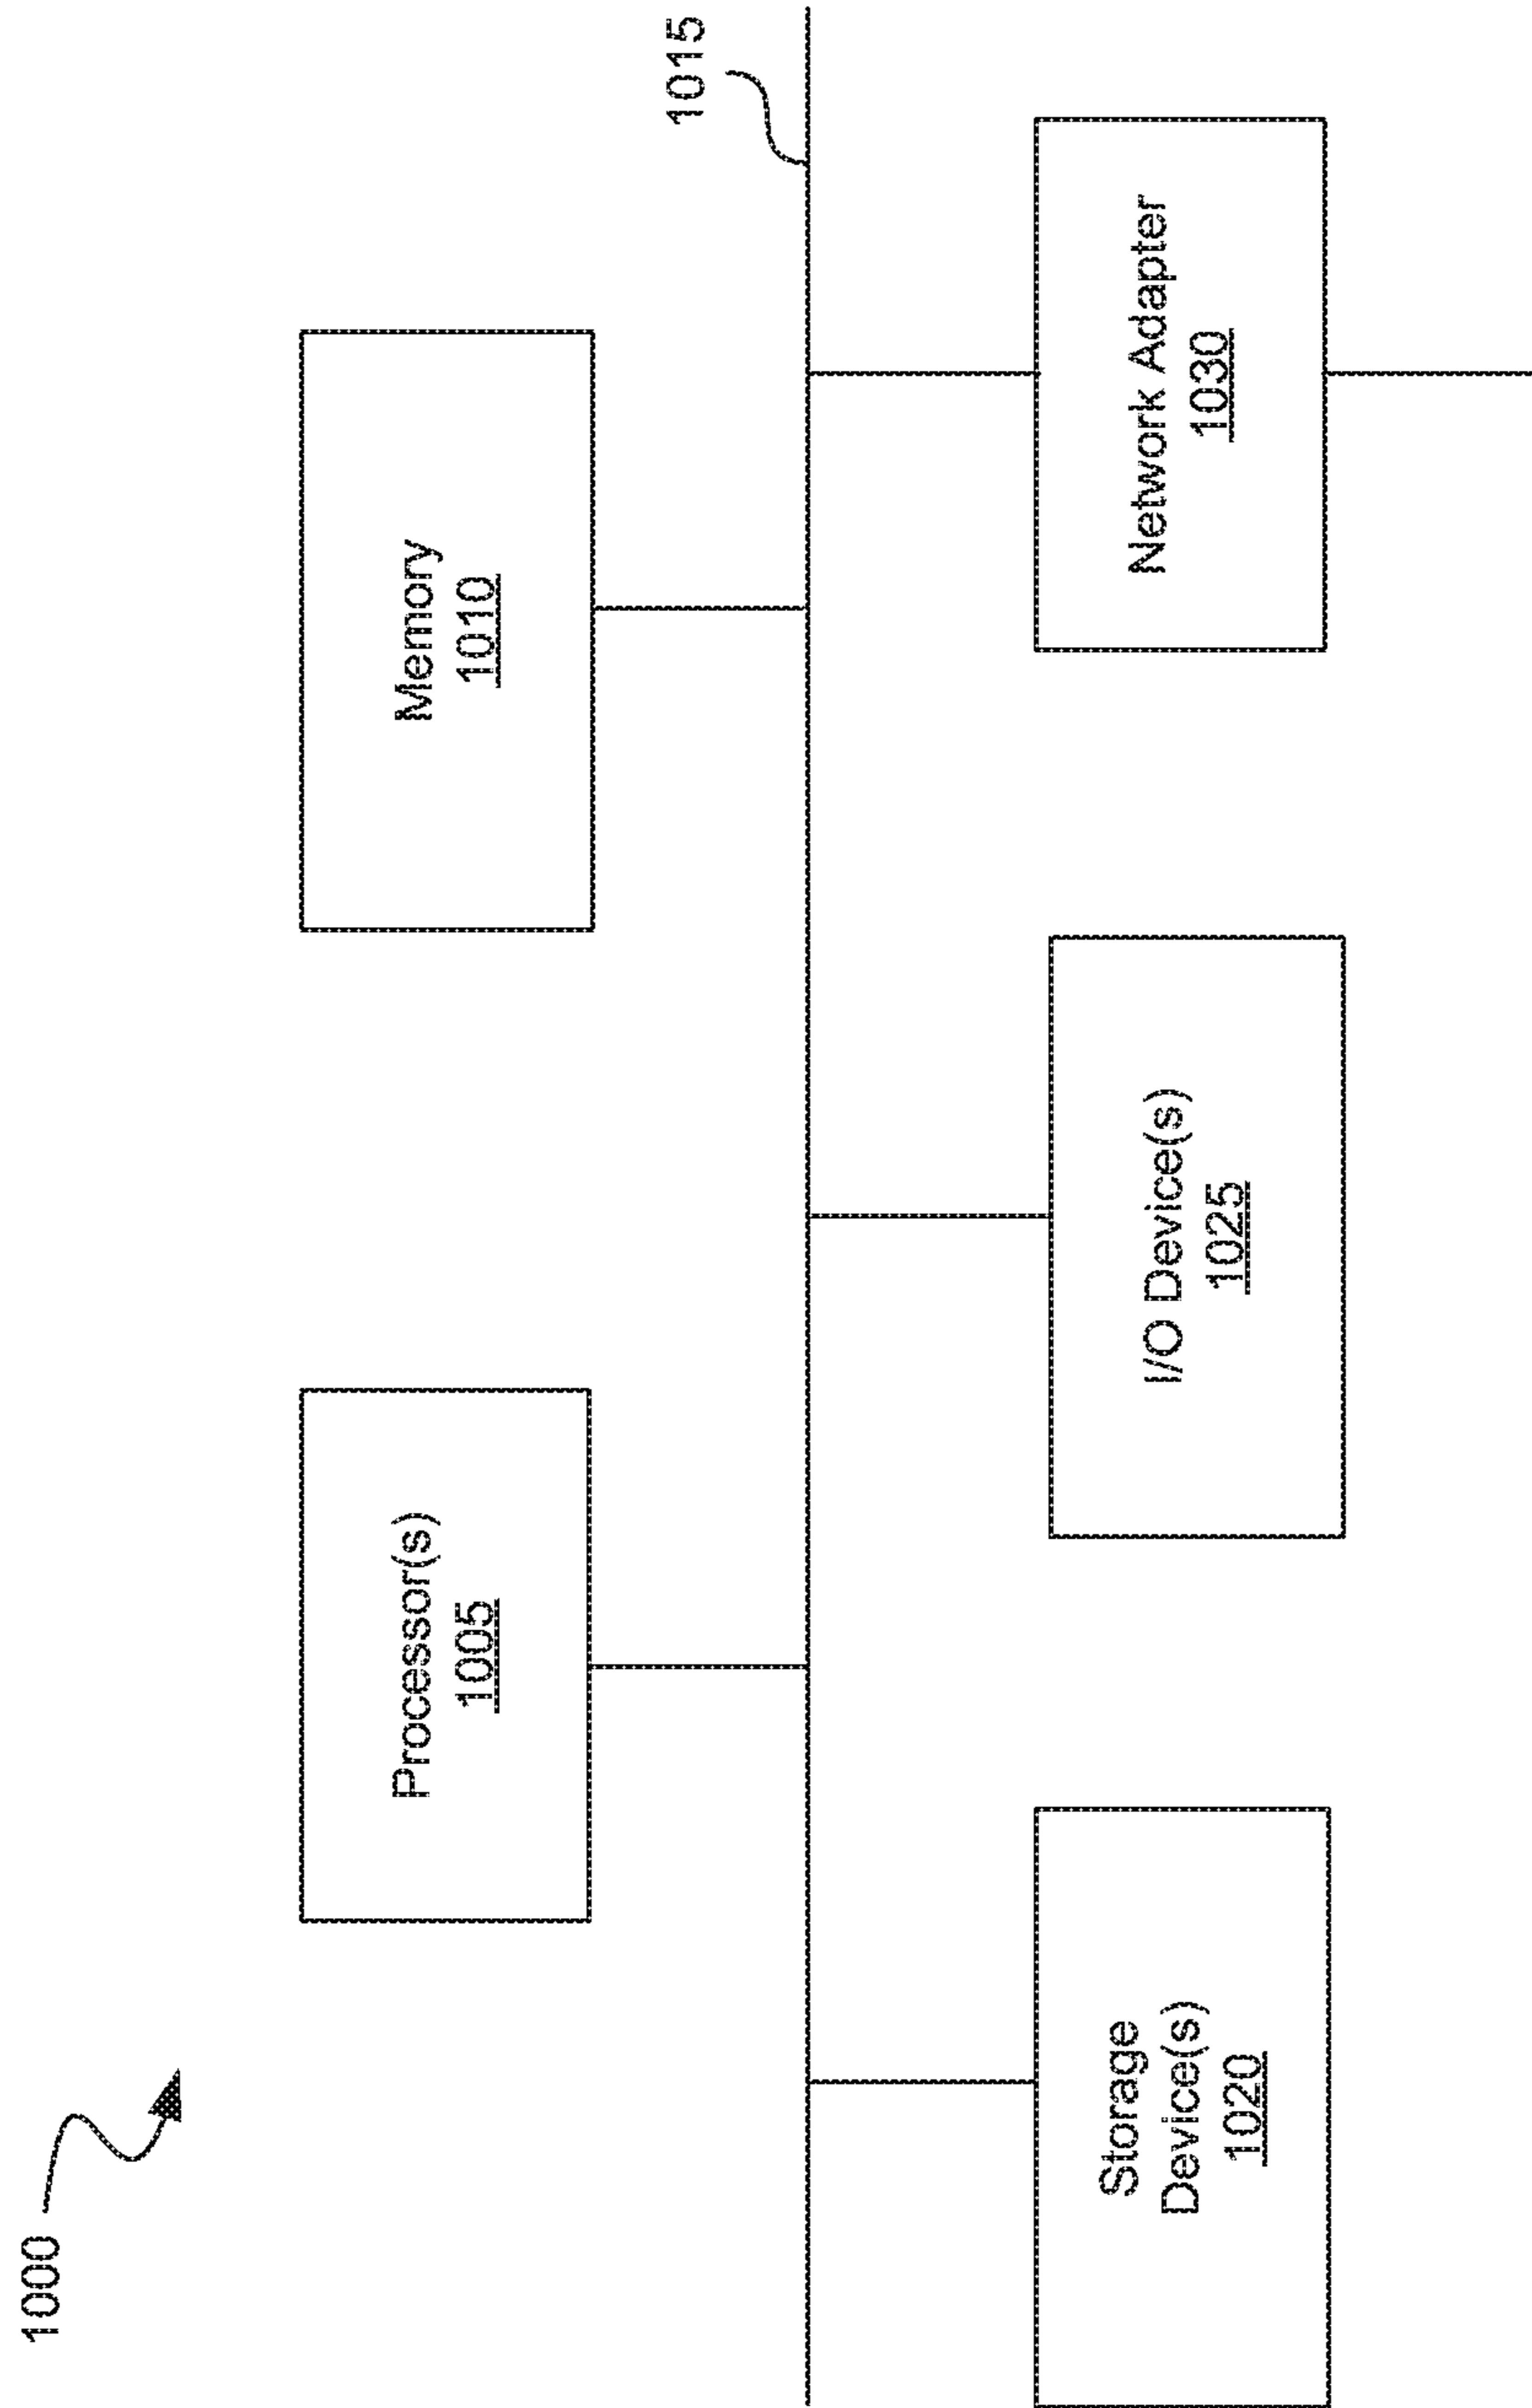 1000
Processor(s)
1005
Memory
1010
1015
Storage
Device(s)
1020
I/O Device(s)
1025
Network Adapter
1030